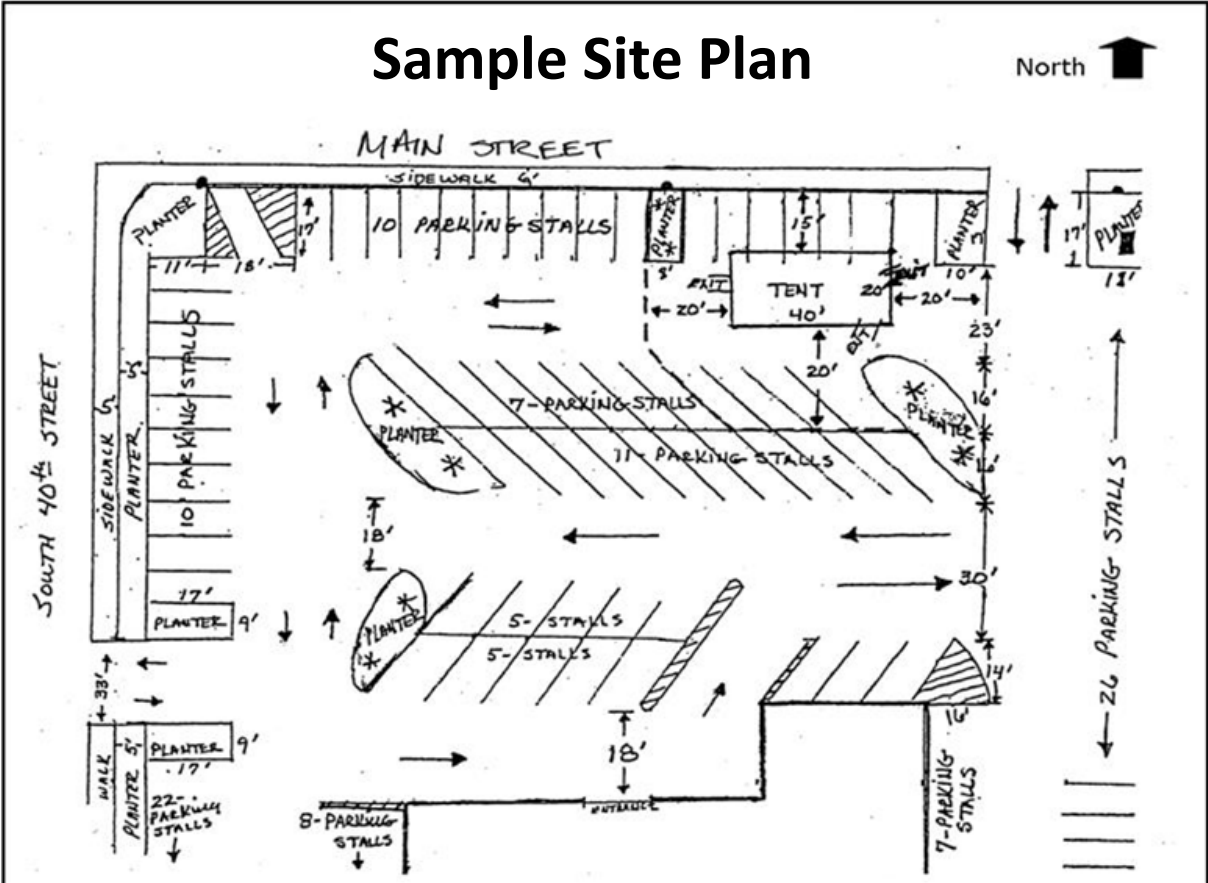 Sample Site Plan
North
MAIN STREET
SIDEWALK
PLANTER
17'
10 PARKING STALLS
PLANTER
15'
PLANTER
17'
PLANTER
11'
18'
8'
EXIT
TENT
20'
EXIT
10'
18'
20'
40'
20'
23'
EXIT
20'
SOUTH 40th STREET
SIDEWALK
5'
PLANTER
10 PARKING STALLS
7-PARKING STALLS
16'
PLANTER
PLANTER
11-PARKING STALLS
16'
26 PARKING STALLS
18'
30'
17'
PLANTER 9'
PLANTER
5- STALLS
5- STALLS
14'
33'
16'
18'
WALK
PLANTER 5'
PLANTER 9'
17'
22-
PARKING
STALLS
ENTRANCE
8-PARKING
STALLS
7-PARKING
STALLS